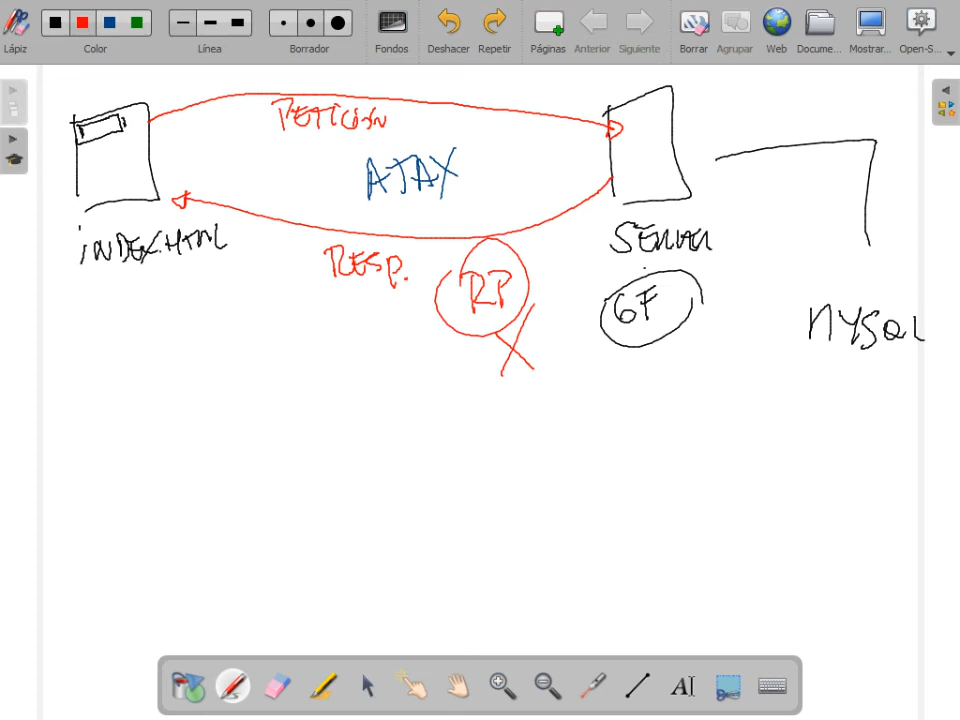 Lápiz
Color
Línea
Borrador
Fondos
Deshacer
Repetir
Páginas
Anterior
Siguiente
Borrar
Agrupar
Web
Docume...
Mostrar...
Open-S...
PETICION
AJAX
INDEX.HTML
RESP.
RP
SERVER
GF
MYSQL
AI